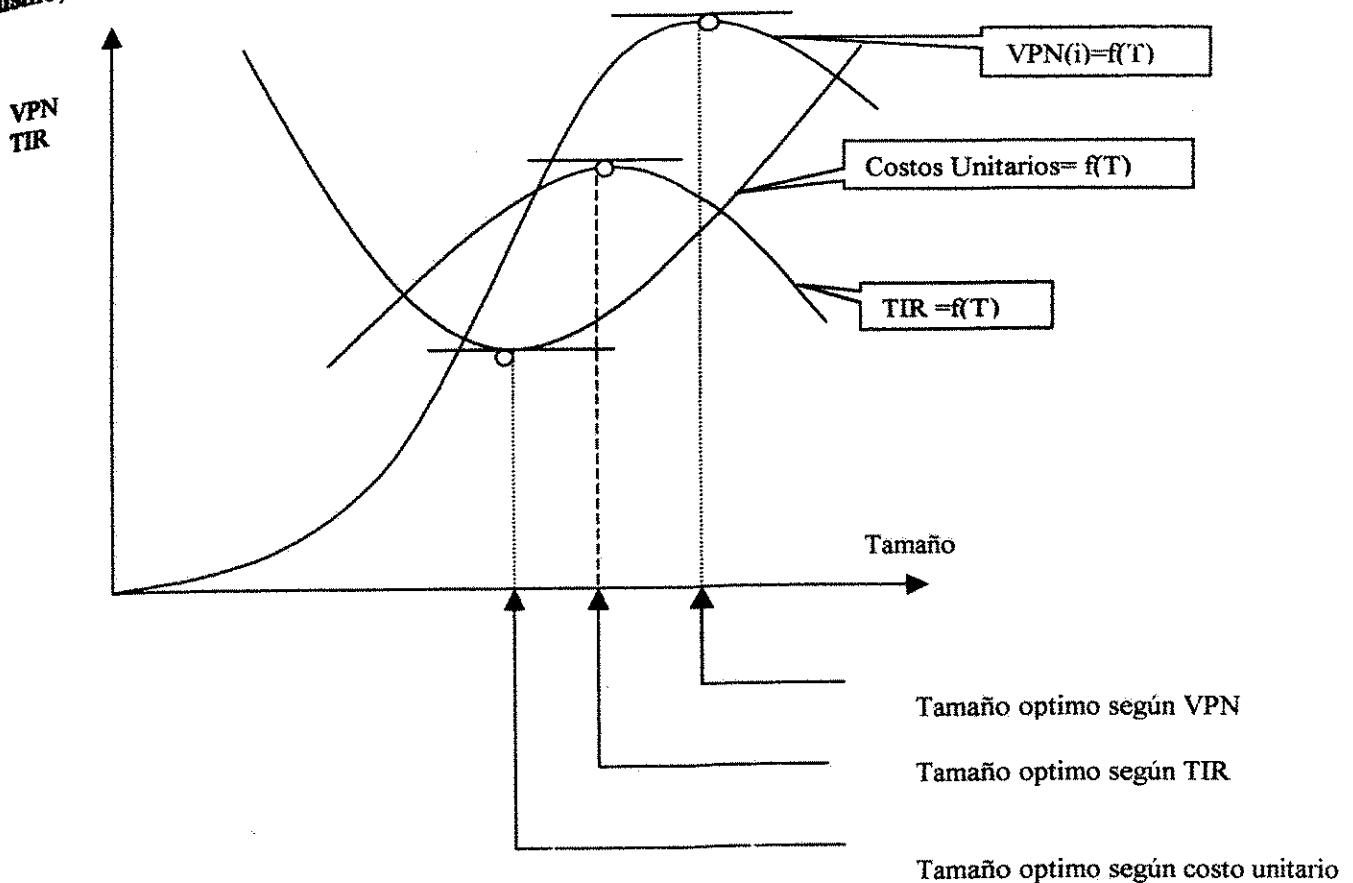 VPN
TIR
VPN(i)=f(T)
Costos Unitarios= f(T)
TIR =f(T)
Tamaño
Tamaño optimo según VPN
Tamaño optimo según TIR
Tamaño optimo según costo unitario